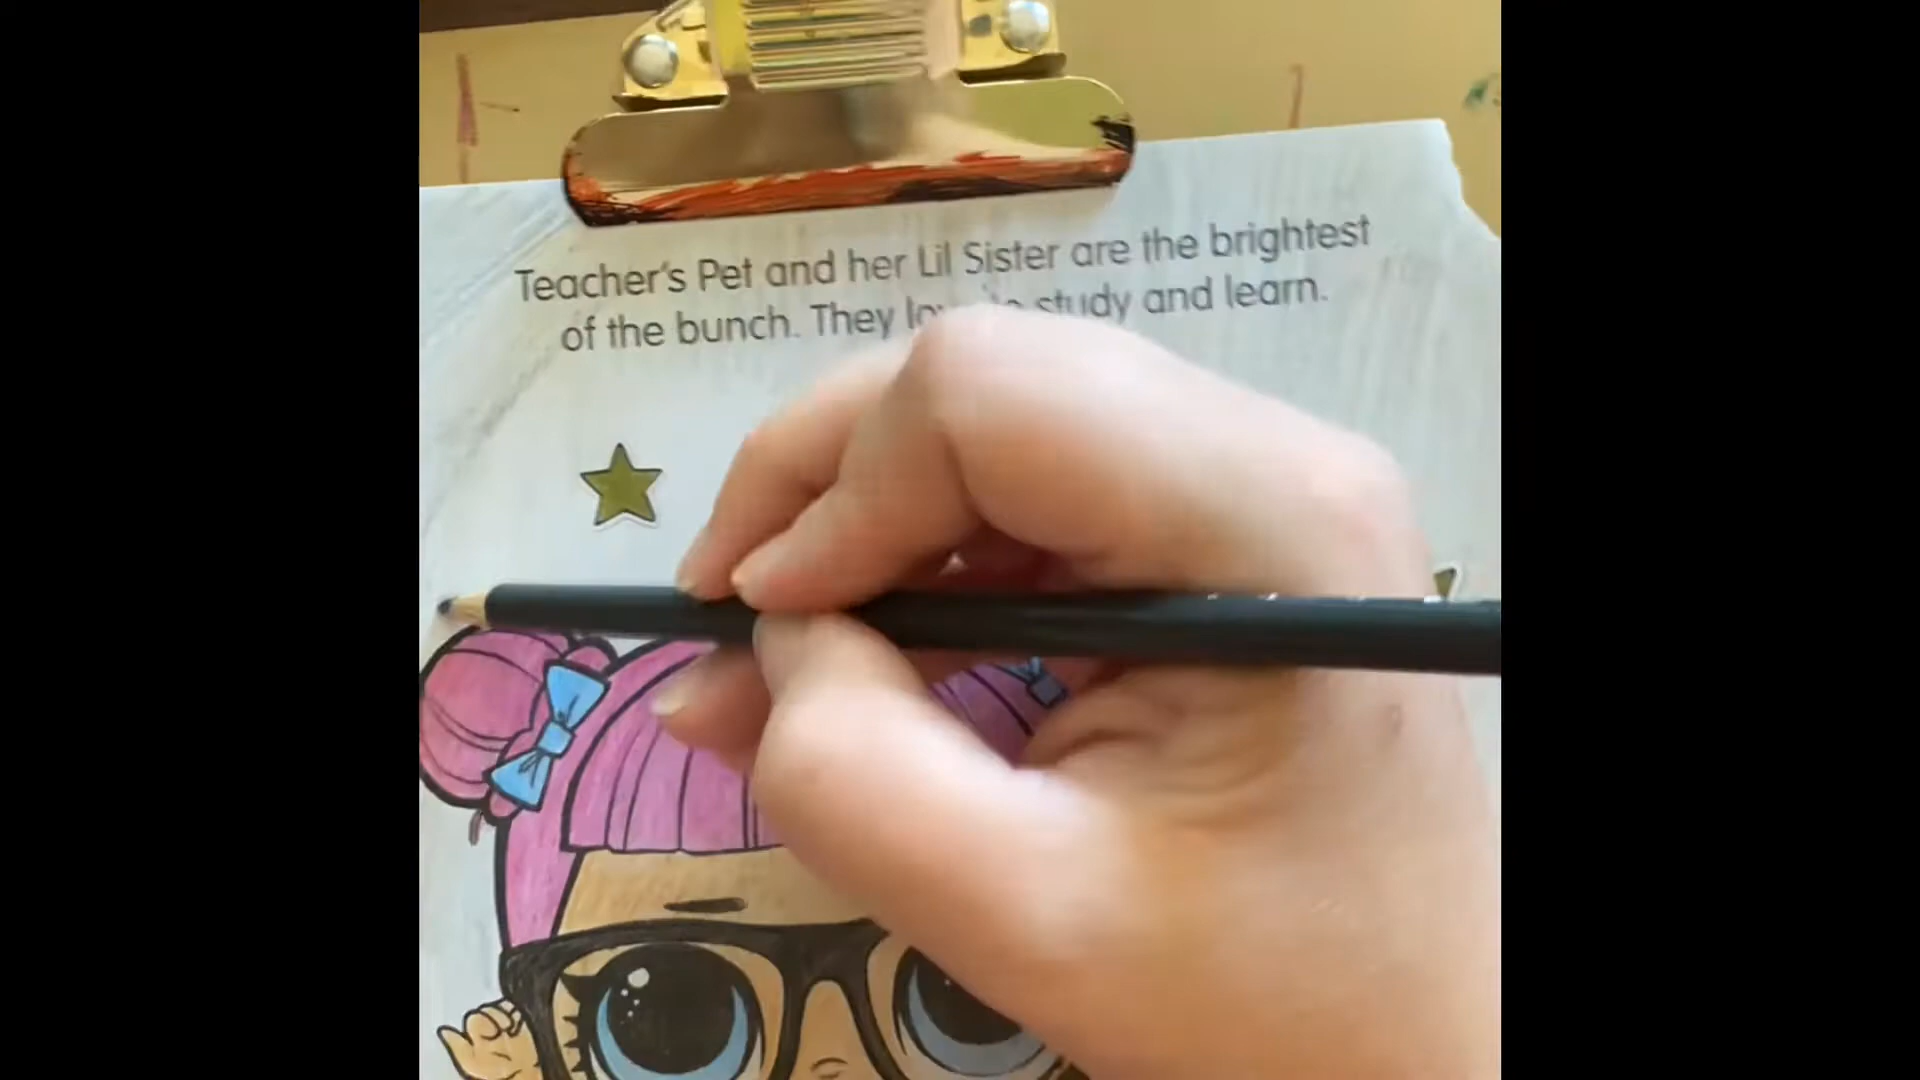 Teacher's Pet and her Lil Sister are the brightest
of the bunch. They study and learn.